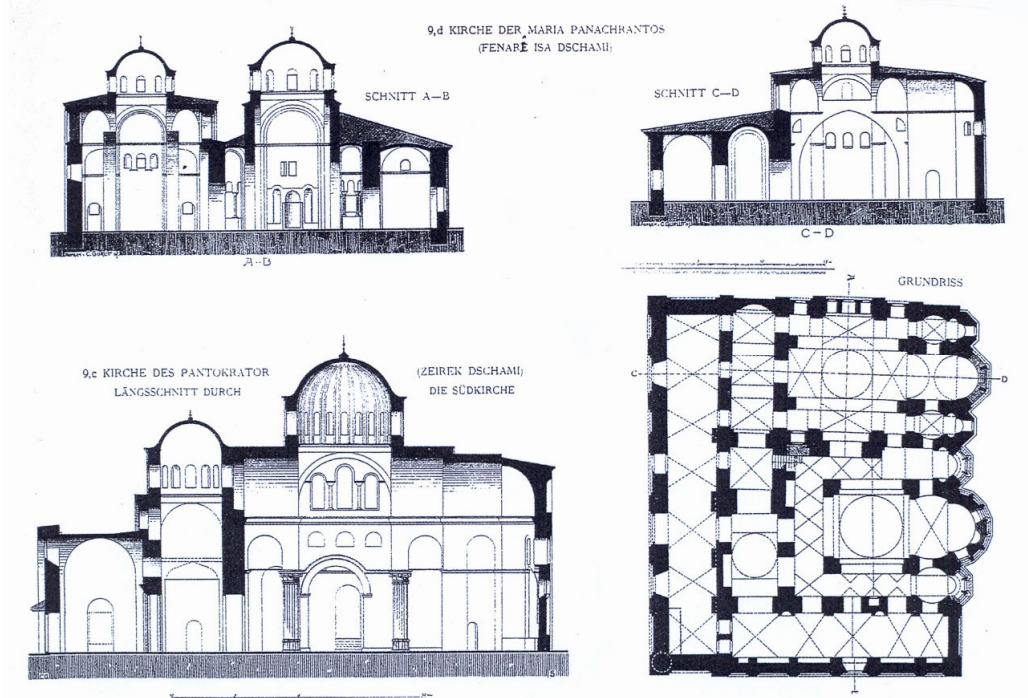 9,d KIRCHE DER MARIA PANACHRANTOS
(FENARÉ ISA DSCHAMI)
SCHNITT A—B
SCHNITT C—D
A--B
C-D
GRUNDRISS
A
C
D
9,c KIRCHE DES PANTOKRATOR
LÄNGSSCHNITT DURCH
(ZEIREK DSCHAMI)
DIE SÜDKIRCHE